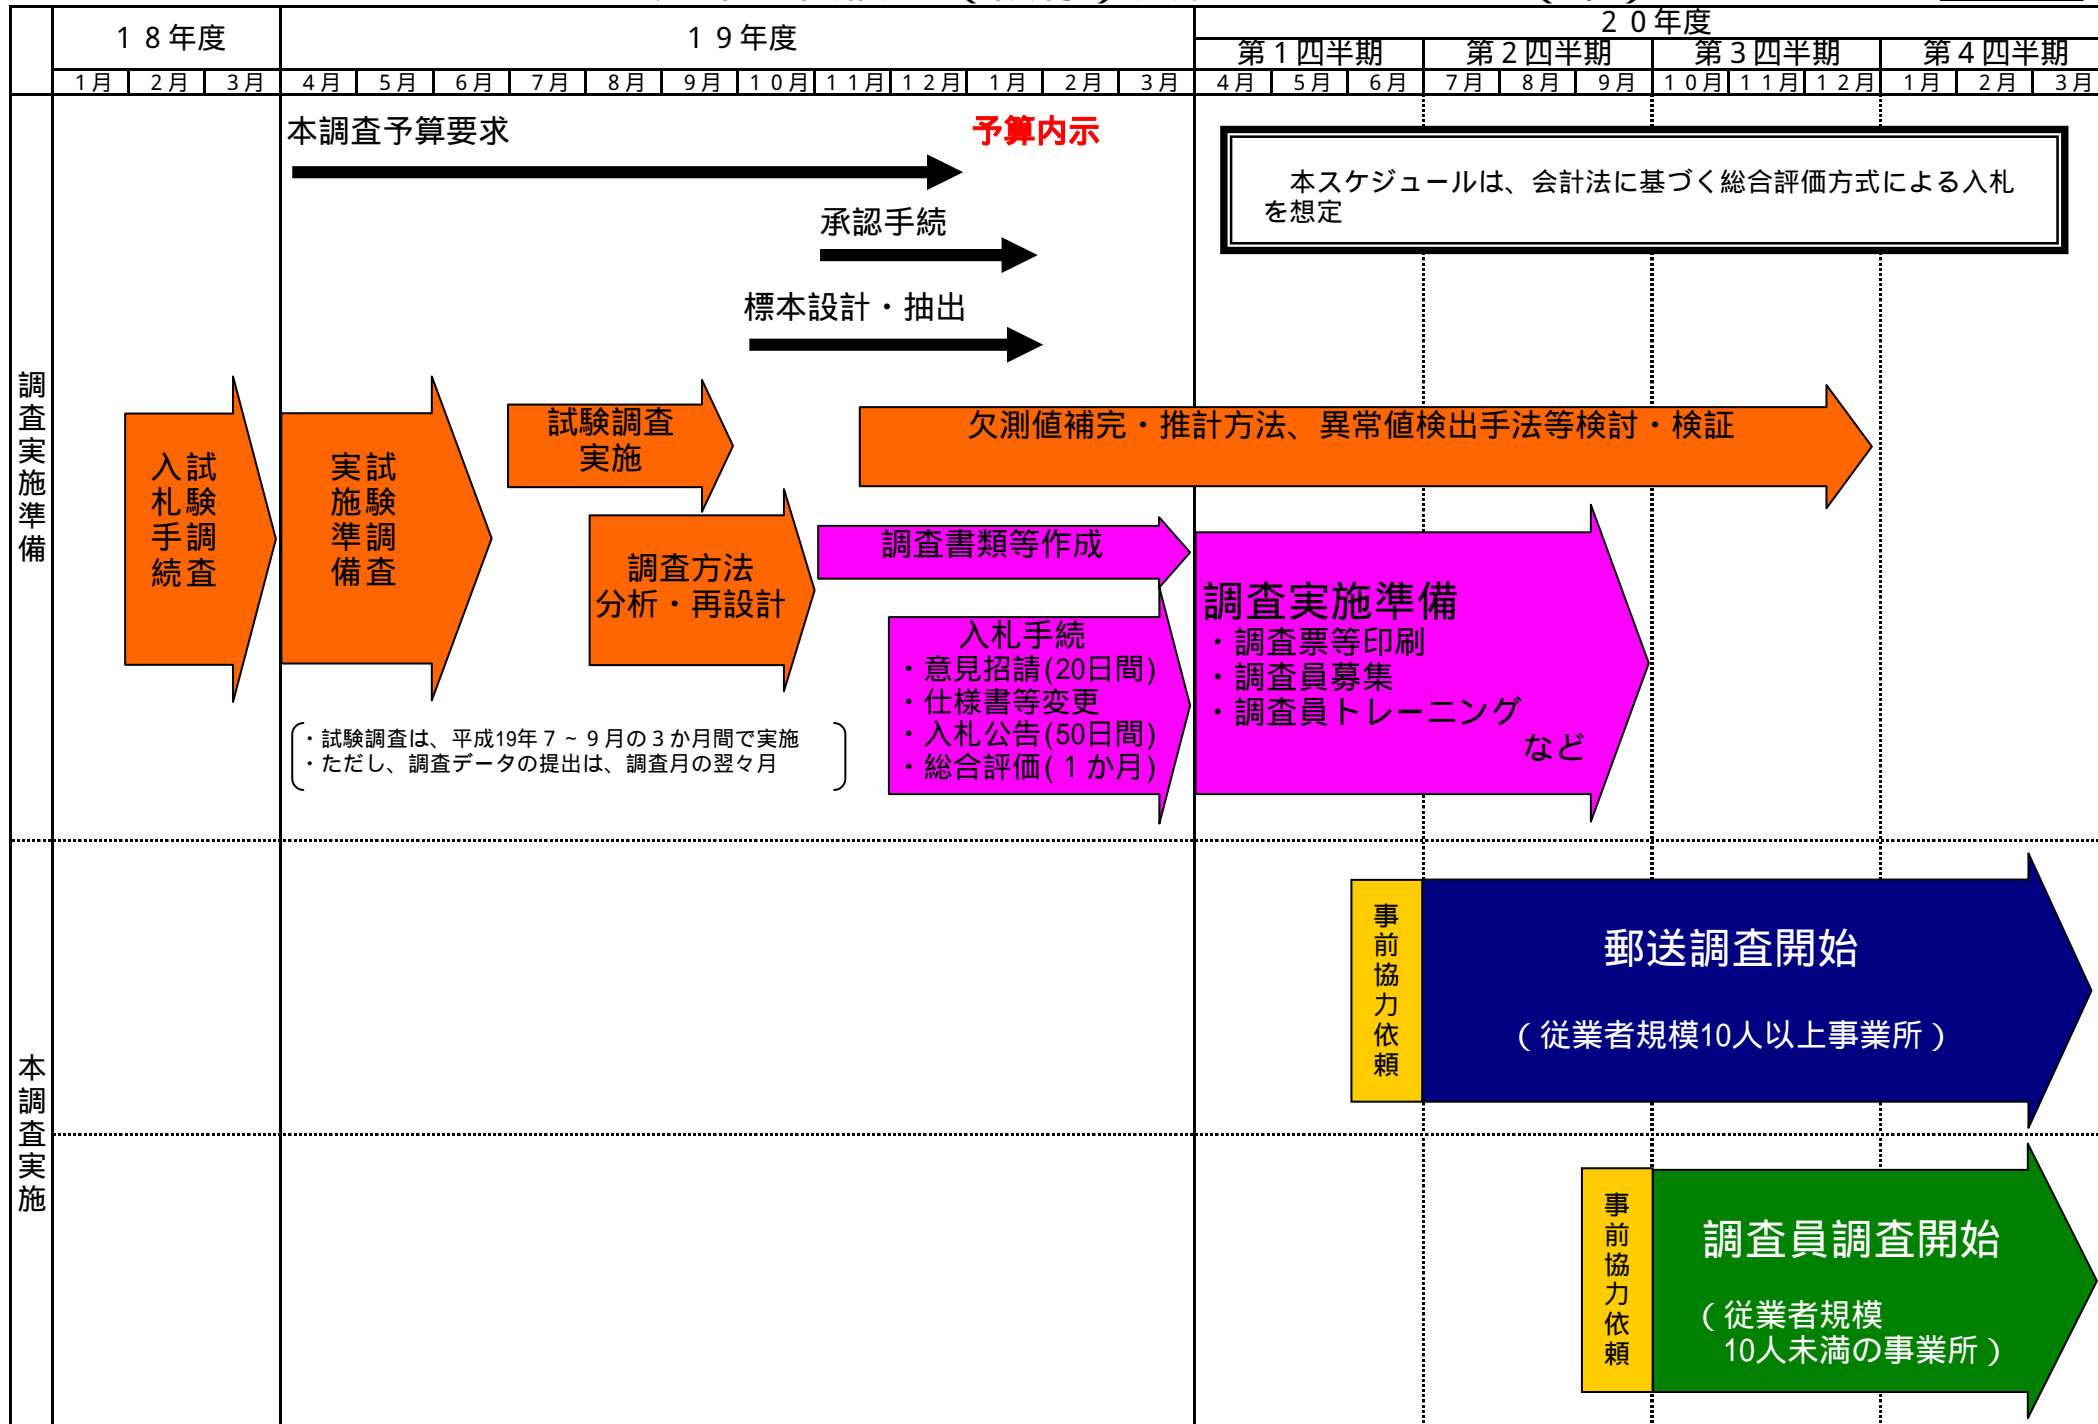 １８年度
１９年度
２０年度
第１四半期 第２四半期 第３四半期 第４四半期
１月 ２月 ３月 ４月 ５月 ６月 ７月 ８月 ９月 １０月 １１月 １２月 １月 ２月 ３月 ４月 ５月 ６月 ７月 ８月 ９月 １０月 １１月 １２月 １月 ２月 ３月
調査実施準備
本調査予算要求
予算内示
本スケジュールは、会計法に基づく総合評価方式による入札
を想定
承認手続
標本設計・抽出
試験調査
入札手続
試験調査
実施準備
試験調査
実施
欠測値補完・推計方法、異常値検出手法等検討・検証
調査方法
分析・再設計
調査書類等作成
入札手続
・意見招請(20日間)
・仕様書等変更
・入札公告(50日間)
・総合評価(１か月)
調査実施準備
・調査票等印刷
・調査員募集
・調査員トレーニング
など
・試験調査は、平成19年７～９月の３か月間で実施
・ただし、調査データの提出は、調査月の翌々月
本調査実施
事前協力依頼
郵送調査開始
（従業者規模10人以上事業所）
事前協力依頼
調査員調査開始
（従業者規模
10人未満の事業所）